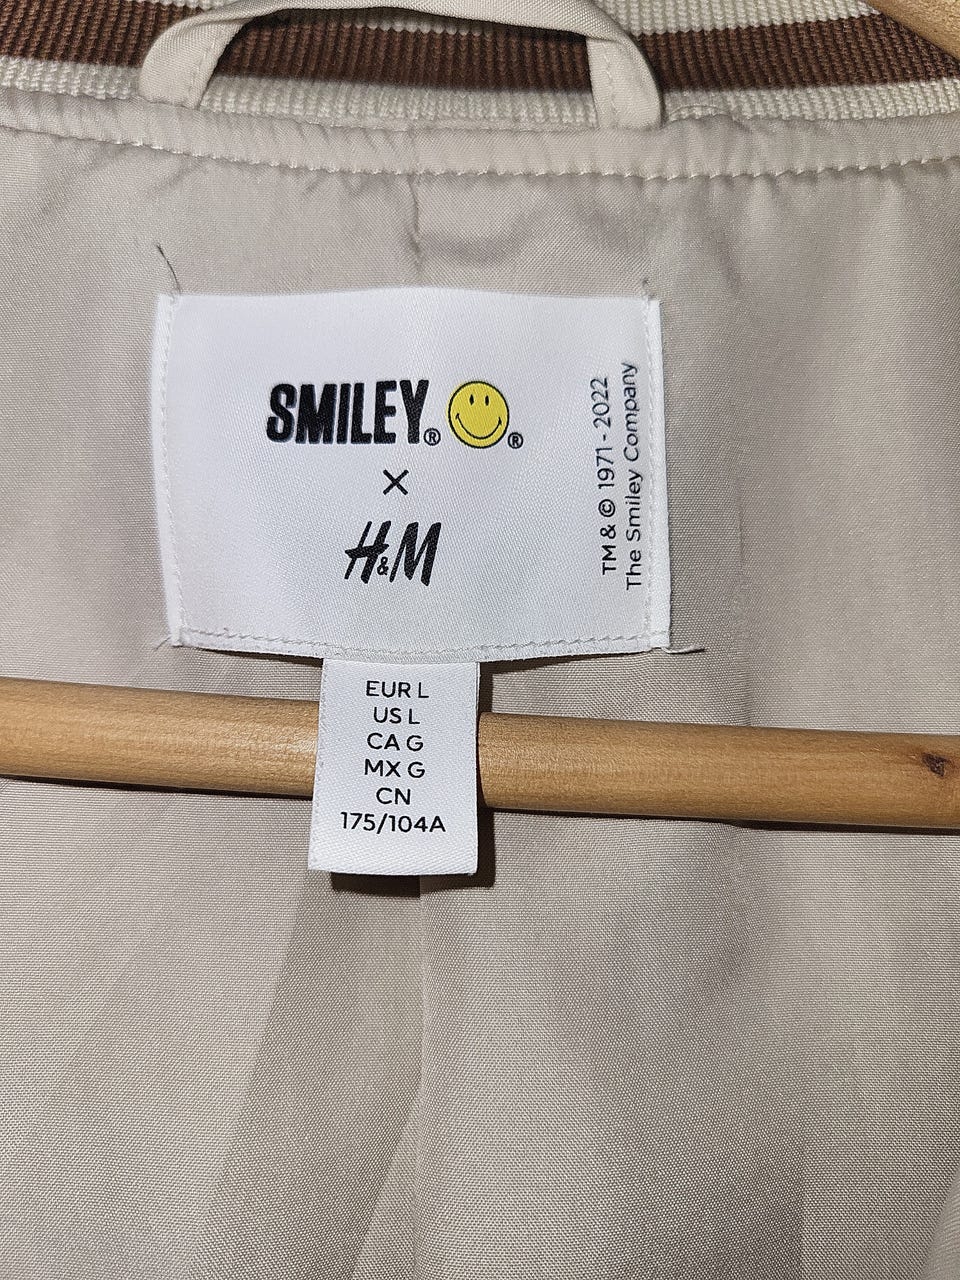 SMILEY® ®
×
H&M
TM & © 1971 - 2022
The Smiley Company
EUR L
US L
CA G
MX G
CN
175/104A